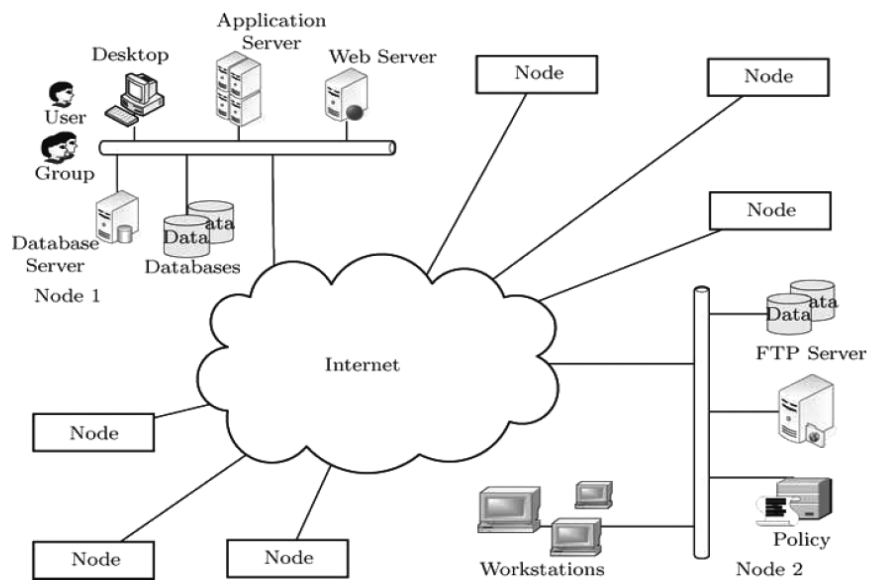 Application
Server
Desktop
Web Server
User
Group
Database
Server
Data
ata
Databases
Node 1
Node
Node
Node
Internet
Data
ata
FTP Server
Node
Node
Node
Workstations
Policy
Node 2